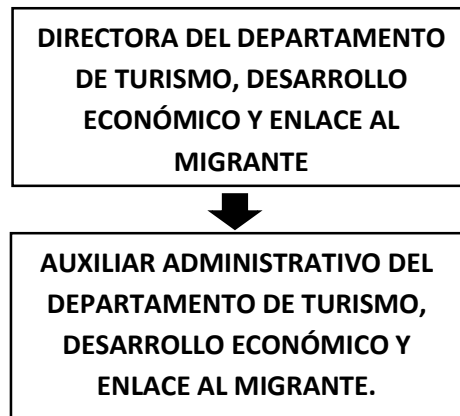 DIRECTORA DEL DEPARTAMENTO
DE TURISMO, DESARROLLO
ECONÓMICO Y ENLACE AL
MIGRANTE
AUXILIAR ADMINISTRATIVO DEL
DEPARTAMENTO DE TURISMO,
DESARROLLO ECONÓMICO Y
ENLACE AL MIGRANTE.